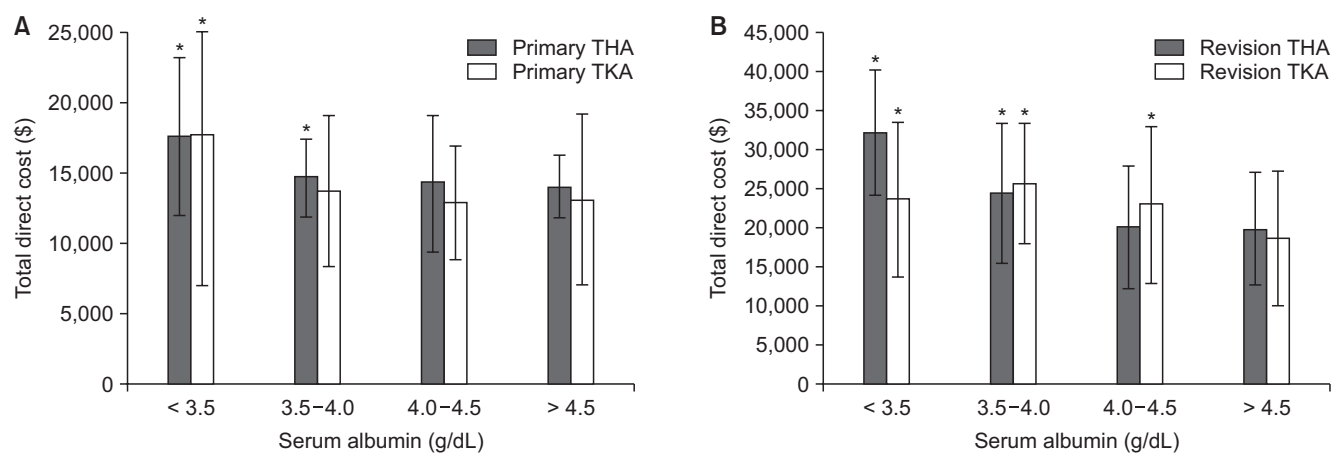 A
25,000
20,000
15,000
10,000
5,000
0
Total direct cost ($)
* * *
Primary THA
Primary TKA
< 3.5 3.5–4.0 4.0–4.5 > 4.5
Serum albumin (g/dL)
B
45,000
40,000
35,000
30,000
25,000
20,000
15,000
10,000
5,000
0
Total direct cost ($)
* * * * *
Revision THA
Revision TKA
< 3.5 3.5–4.0 4.0–4.5 > 4.5
Serum albumin (g/dL)